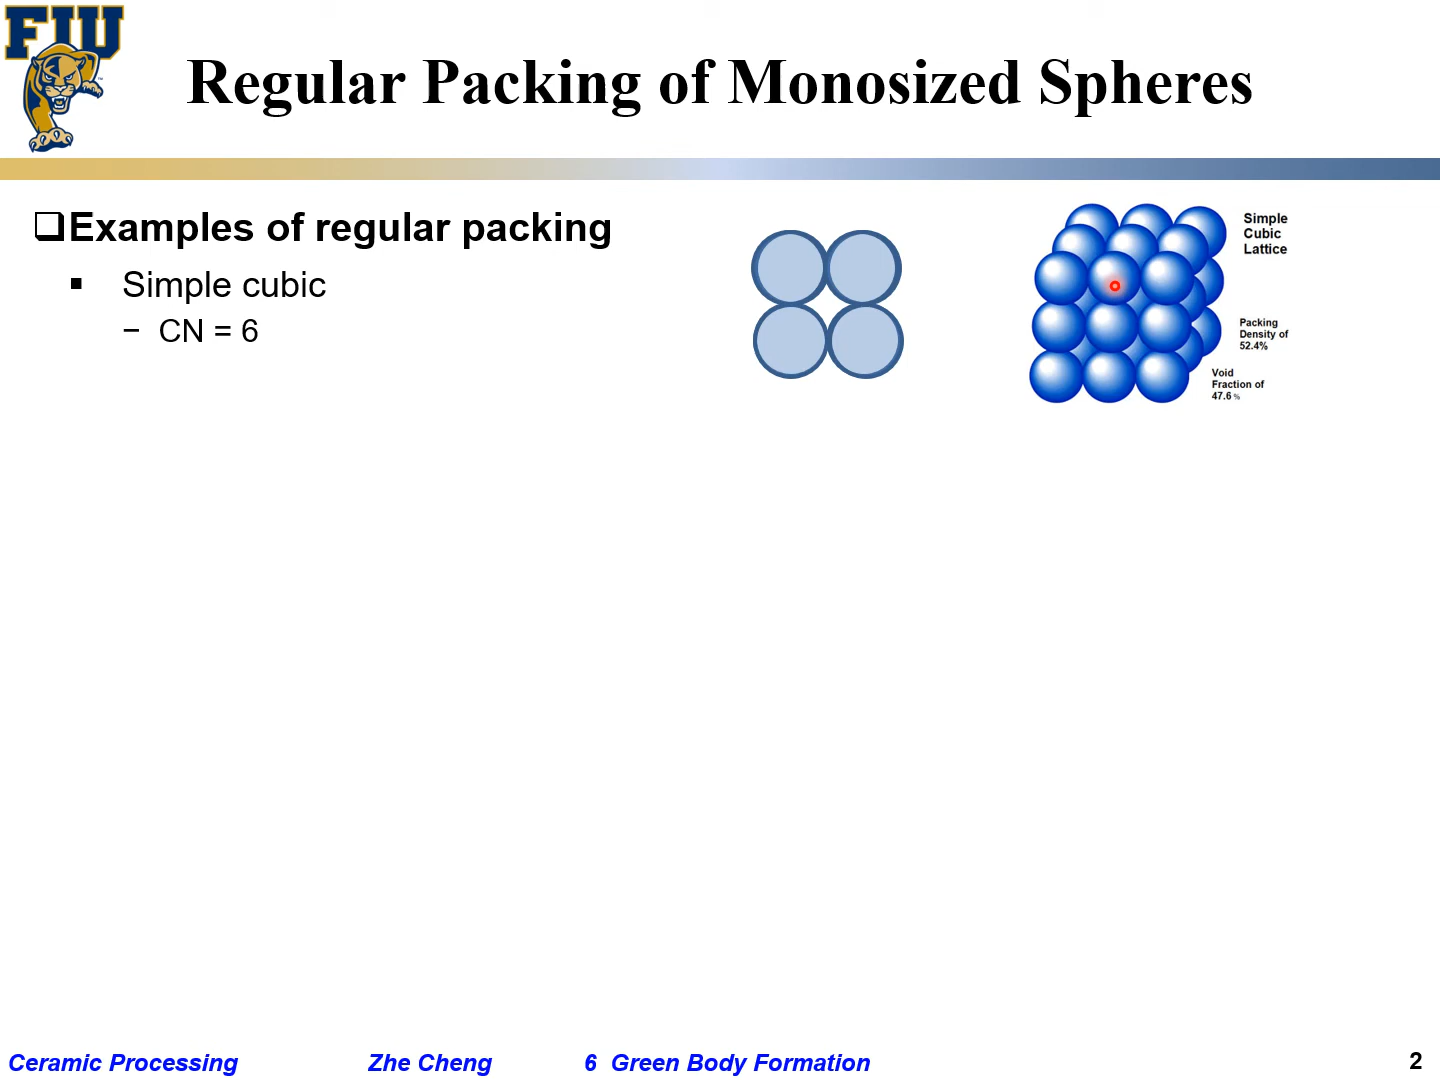 FIU
Regular Packing of Monosized Spheres
❑Examples of regular packing
▪ Simple cubic
− CN = 6
Simple
Cubic
Lattice
Packing
Density of
52.4%
Void
Fraction of
47.6 %
Ceramic Processing Zhe Cheng 6 Green Body Formation 2